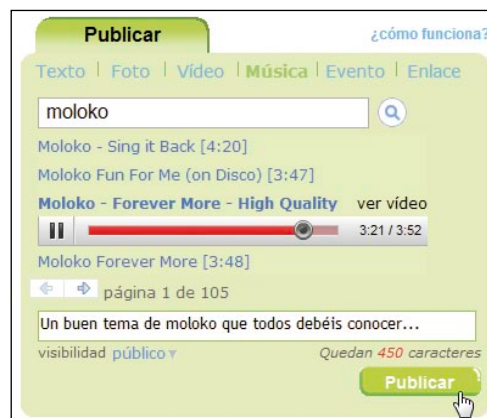 Publicar
¿cómo funciona?
Texto | Foto | Vídeo | Música | Evento | Enlace
moloko
Moloko - Sing it Back [4:20]
Moloko Fun For Me (on Disco) [3:47]
Moloko - Forever More - High Quality ver vídeo
3:21 / 3:52
Moloko Forever More [3:48]
página 1 de 105
Un buen tema de moloko que todos debéis conocer...
visibilidad público Quedan 450 caracteres
Publicar